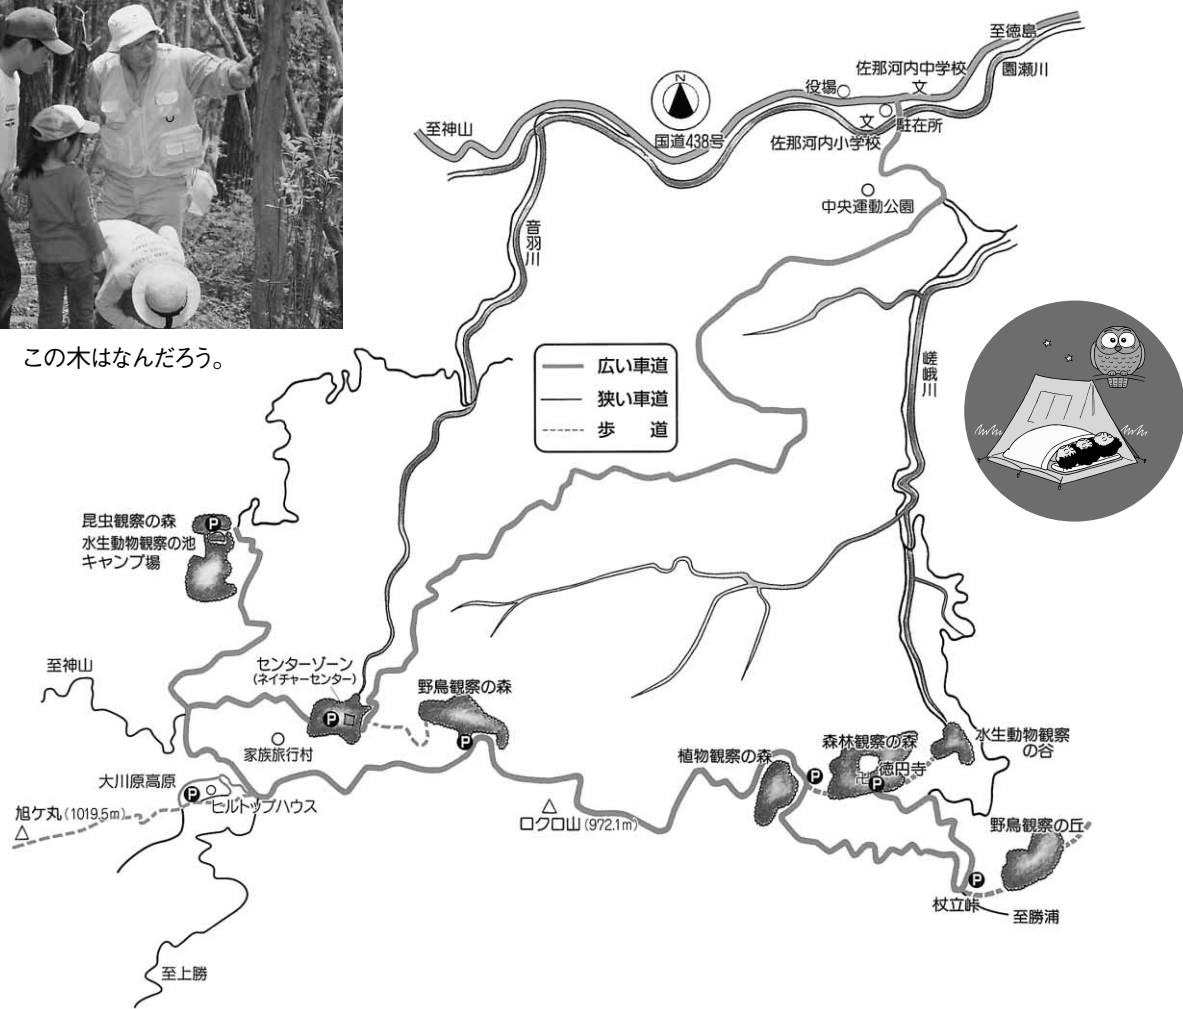 この木はなんだろう。
至徳島
園瀬川
佐那河内中学校
文
役場
文
駐在所
佐那河内小学校
至神山
N
国道438号
中央運動公園
音羽川
嵯峨川
広い車道
狭い車道
歩 道
昆虫観察の森
水生動物観察の池
キャンプ場
P
至神山
センターゾーン
(ネイチャーセンター)
P
野鳥観察の森
P
家族旅行村
大川原高原
P
ヒルトップハウス
旭ケ丸(1019.5m)
ロクロ山(972.1m)
植物観察の森
P
森林観察の森
卍徳円寺
P
水生動物観察
の谷
野鳥観察の丘
P
杖立峠
至勝浦
至上勝